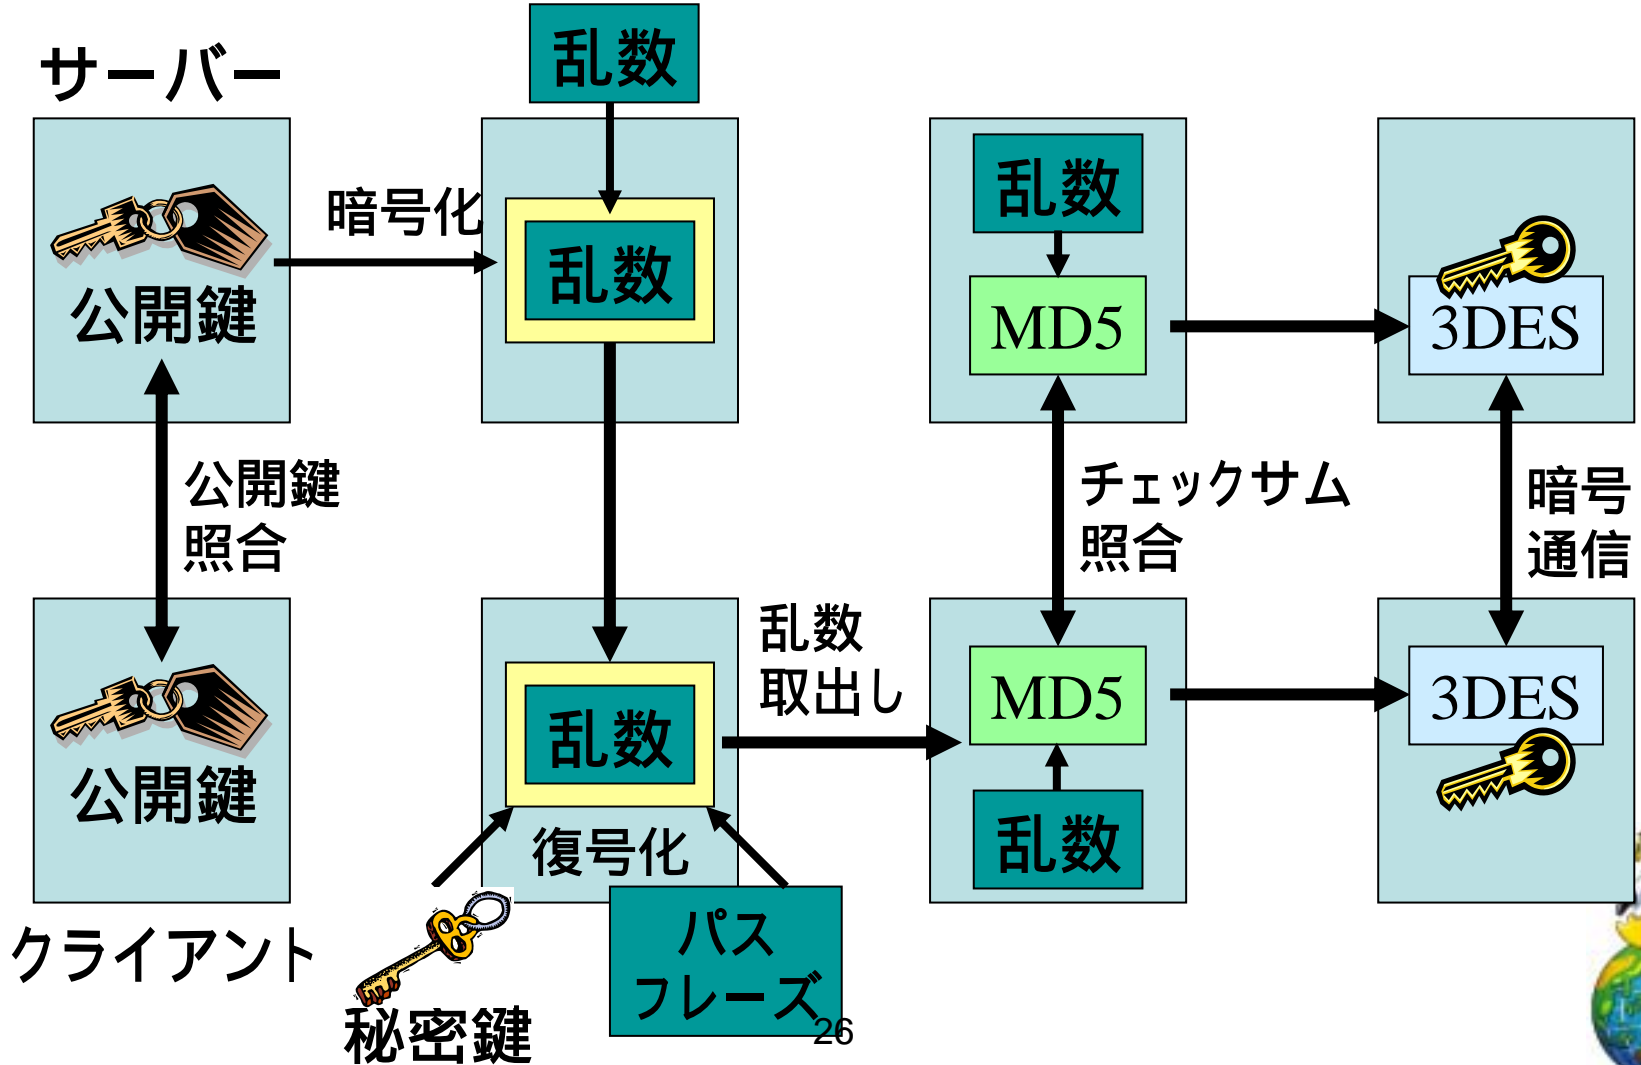 サーバー
乱数
公開鍵
暗号化
乱数
乱数
MD5
3DES
公開鍵
照合
チェックサム
照合
暗号
通信
公開鍵
乱数
復号化
乱数
取出し
MD5
乱数
3DES
クライアント
秘密鍵
パス
フレーズ
26